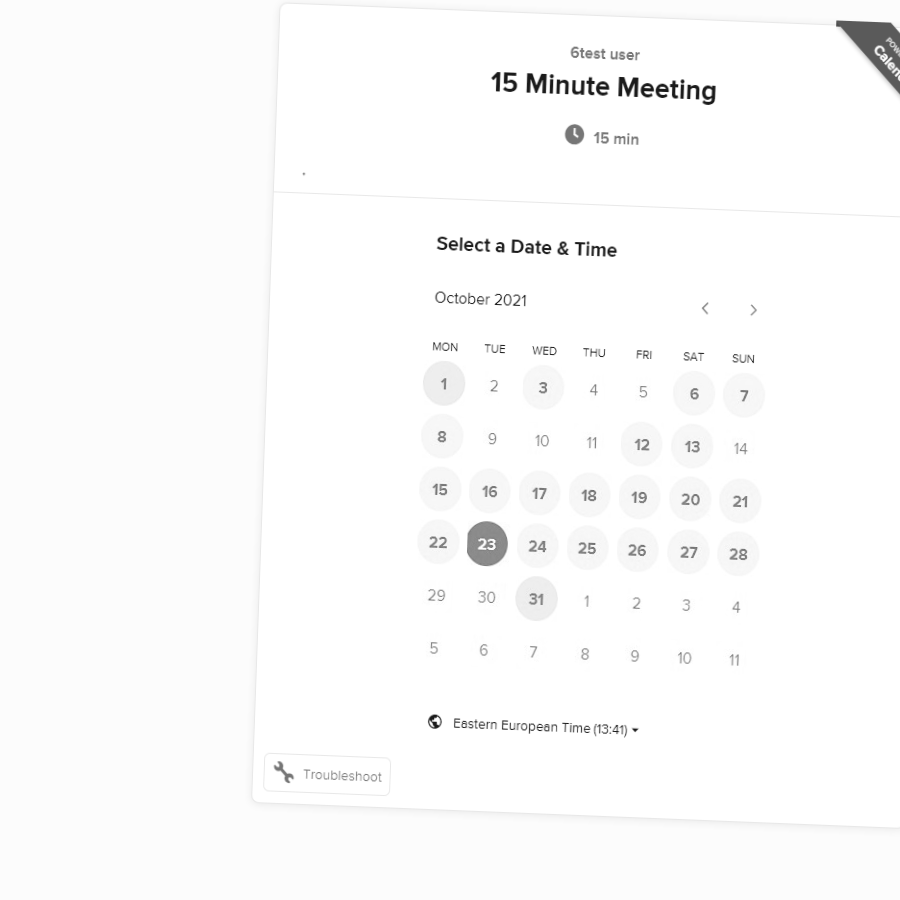 6test user
15 Minute Meeting
15 min
Select a Date & Time
October 2021
MON TUE WED THU FRI SAT SUN
1 2 3 4 5 6 7
8 9 10 11 12 13 14
15 16 17 18 19 20 21
22 23 24 25 26 27 28
29 30 31 1 2 3 4
5 6 7 8 9 10 11
Eastern European Time (13:41)
Troubleshoot